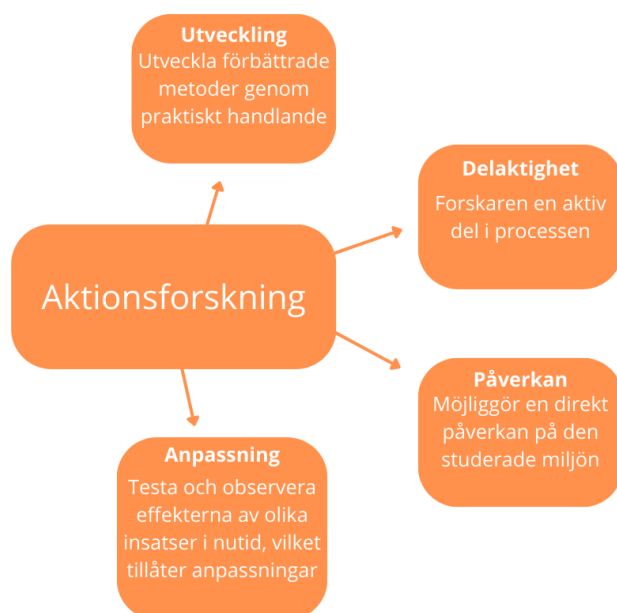 Utveckling
Utveckla förbättrade
metoder genom
praktiskt handlande
Delaktighet
Forskaren en aktiv
del i processen
Aktionsforskning
Påverkan
Möjliggör en direkt
påverkan på den
studerade miljön
Anpassning
Testa och observera
effekterna av olika
insatser i nutid, vilket
tillåter anpassningar